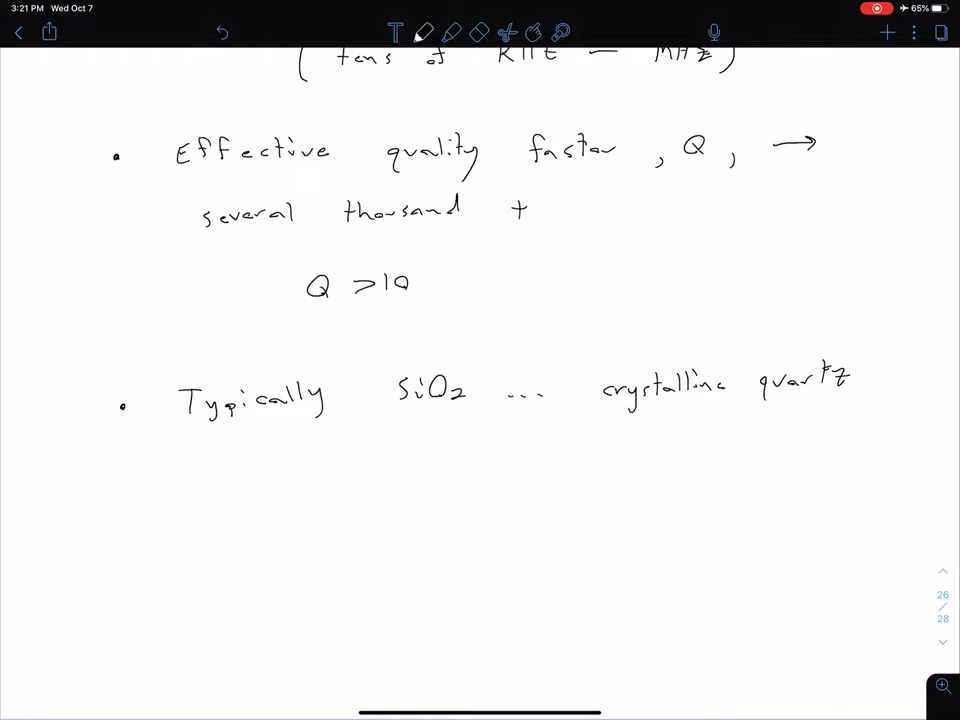 3:21 PM Wed Oct 7
65%
( tens of KHz — MHz )
• Effective quality factor, Q, →
several thousand +
Q > 10
• Typically SiO2 ... crystalline quartz
26
/
28